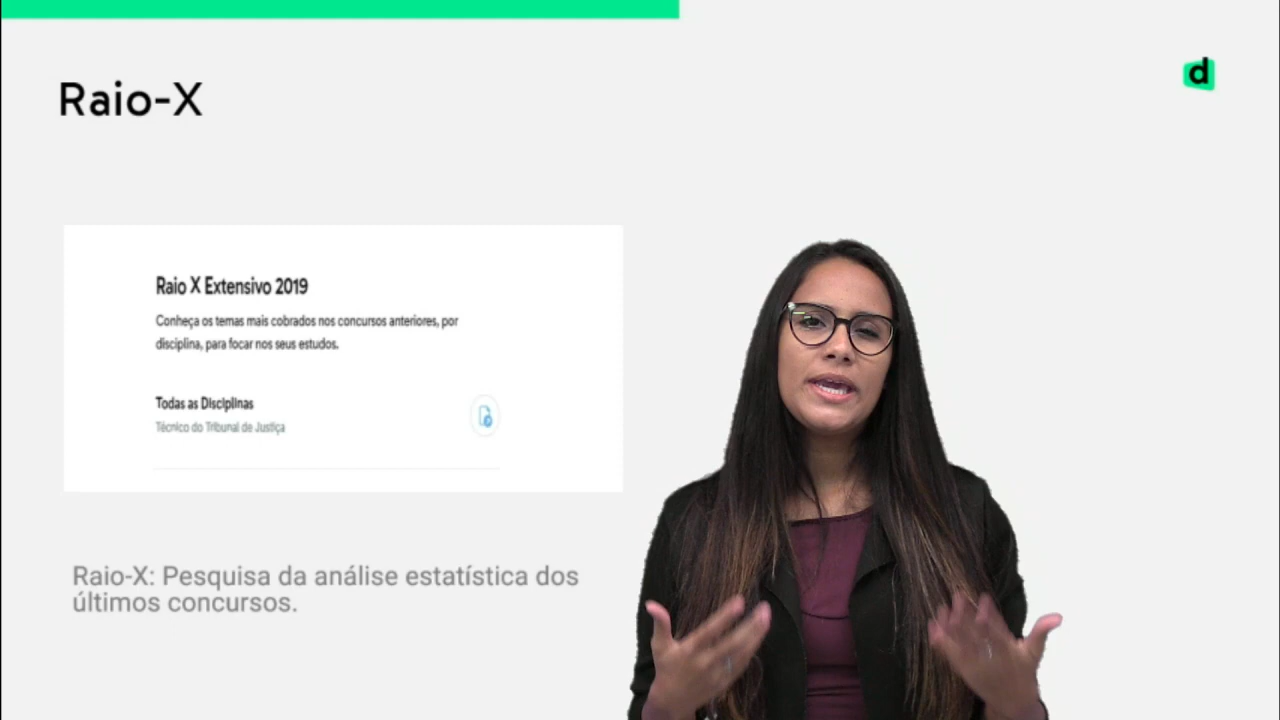 Raio-X
d
Raio X Extensivo 2019
Conheça os temas mais cobrados nos concursos anteriores, por
disciplina, para focar nos seus estudos.
Todas as Disciplinas
Técnico do Tribunal de Justiça
Raio-X: Pesquisa da análise estatística dos
últimos concursos.